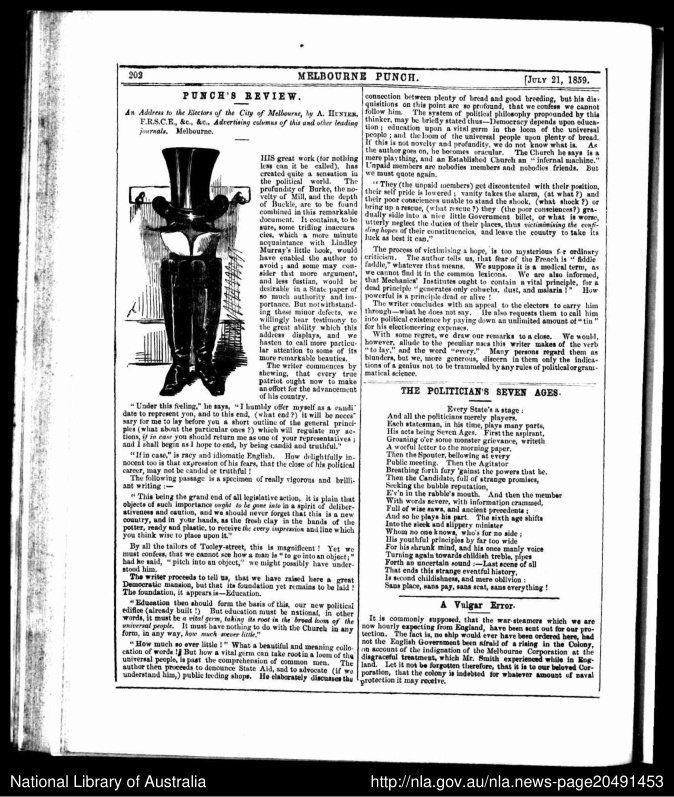 202
MELBOURNE PUNCH.
[JULY 21, 1859.
PUNCH'S REVIEW.
An Address to the Electors of the City of Melbourne, by A. HUNTER,
F.R.S.C.E., &c., &c., Advertising columns of this and other leading
journals. Melbourne.
HIS great work (for nothing
less can it be called), has
created quite a sensation in
the political world. The
profundity of Burke, the no-
velty of Mill, and the depth
of Buckle, are to be found
combined in this remarkable
document. It contains, to be
sure, some trifling inaccura
cies, which a more minute
acquaintance with Lindley
Murray's little book, would
have enabled the author to
avoid; and some may con-
sider that more argument,
and less fustian, would be
desirable in a State paper of
so much authority and im-
portance. But notwithstand-
ing these minor defects, we
willingly bear testimony to
the great ability which this
address displays, and we
hasten to call more particu-
lar attention to some of its
more remarkable beauties.
The writer commences by
shewing, that every true
patriot ought now to make
an effort for the advancement
of his country.
"Under this feeling," he says, "I humbly offer myself as a candi
date to represent you, and to this end, (what end?) it will be neces
sary for me to lay before you a short outline of the general princi-
ples (what about the particular ones?) which will regulate my ac-
tions, if in case you should return me as one of your representatives;
and I shall begin as I hope to end, by being candid and truthful."
"If in case," is racy and idiomatic English. How delightfully in-
nocent too is that expression of his fears, that the close of his political
career, may not be candid or truthful!
The following passage is a specimen of really vigorous and brilli-
ant writing:—
"This being the grand end of all legislative action, it is plain that
objects of such importance ought to be gone into in a spirit of deliber-
ativeness and caution, and we should never forget that this is a new
country, and in your hands, as the fresh clay in the hands of the
potter, ready and plastic, to receive the every impression and line which
you think wise to place upon it."
By all the tailors of Tooley-street, this is magnificent! Yet we
must confess, that we cannot see how a man is "to go into an object;"
had he said, "pitch into an object," we might possibly have under-
stood him.
The writer proceeds to tell us, that we have raised here a great
Democratic mansion, but that its foundation yet remains to be laid!
The foundation, it appears is—Education.
"Education then should form the basis of this, our new political
edifice (already built!) But education must be national, in other
words, it must be a vital germ, taking its root in the broad loom of the
universal people. It must have nothing to do with the Church in any
form, in any way, how much soever little."
"How much so ever little!" What a beautiful and meaning collo-
cation of words! But how a vital germ can take root in a loom of the
universal people, is past the comprehension of common men. The
author then proceeds to denounce State Aid, and to advocate (if we
understand him,) public feeding shops. He elaborately discusses the
connection between plenty of bread and good breeding, but his dis-
quisitions on this point are so profound, that we confess we cannot
follow him. The system of political philosophy propounded by this
thinker, may be briefly stated thus—Democracy depends upon educa-
tion; education upon a vital germ in the loom of the universal
people; and the loom of the universal people upon plenty of bread.
If this is not novelty and profundity, we do not know what is. As
the author goes on, he becomes oracular. The Church he says is a
mere plaything, and an Established Church an "infernal machine."
Unpaid members are nobodies members and nobodies friends. But
we must quote again.
"They (the unpaid members) get discontented with their position,
their self pride is lowered; vanity takes the alarm, (at what?) and
their poor consciences unable to stand the shock, (what shock?) or
bring up a rescue, (what rescue?) they (the poor consciences?) gra-
dually slide into a nice little Government billet, or what is worse,
utterly neglect the duties of their places, thus victimising the confi-
ding hopes of their constituencies, and leave the country to take its
luck as best it can."
The process of victimising a hope, is too mysterious for ordinary
criticism. The author tells us, that fear of the French is "fiddle
faddle," whatever that means. We suppose it is a medical term, as
we cannot find it in the common lexicons. We are also informed,
that Mechanics' Institutes ought to contain a vital principle, for a
dead principle "generates only cobwebs, dust, and malaria!" How
powerful is a principle dead or alive!
The writer concludes with an appeal to the electors to carry him
through—what he does not say. He also requests them to call him
into political existence by paying down an unlimited amount of "tin"
for his electioneering expenses.
With some regret, we draw our remarks to a close. We would,
however, allude to the peculiar uses this writer makes of the verb
"to lay," and the word "every." Many persons regard them as
blunders, but we, more generous, discern in them only the indica-
tions of a genius not to be trammeled by any rules of political or gram-
matical science.
THE POLITICIAN'S SEVEN AGES.
Every State's a stage:
And all the politicians merely players,
Each statesman, in his time, plays many parts,
His acts being Seven Ages. First the aspirant,
Groaning o'er some monster grievance, writeth
A woeful letter to the morning paper.
Then the Spouter, bellowing at every
Public meeting. Then the Agitator
Breathing forth fury 'gainst the powers that be.
Then the Candidate, full of strange promises,
Seeking the bubble reputation,
E'v'n in the rabble's mouth. And then the member
With words severe, with information crammed,
Full of wise saws, and ancient precedents;
And so he plays his part. The sixth age shifts
Into the sleek and slippery minister
Whom no one knows, who's for no side;
His youthful principles by far too wide
For his shrunk mind, and his once manly voice
Turning again towards childish treble, pipes
Forth an uncertain sound:—Last scene of all
That ends this strange eventful history,
Is second childishness, and mere oblivion:
Sans place, sans pay, sans seat, sans everything!
A Vulgar Error.
It is commonly supposed, that the war-steamers which we are
now hourly expecting from England, have been sent out for our pro-
tection. The fact is, no ship would ever have been ordered here, had
not the English Government been afraid of a rising in the Colony,
on account of the indignation of the Melbourne Corporation at the
disgraceful treatment, which Mr. Smith experienced while in Eng-
land. Let it not be forgotten therefore, that it is to our beloved Cor-
poration, that the colony is indebted for whatever amount of naval
protection it may receive.
National Library of Australia
http://nla.gov.au/nla.news-page20491453